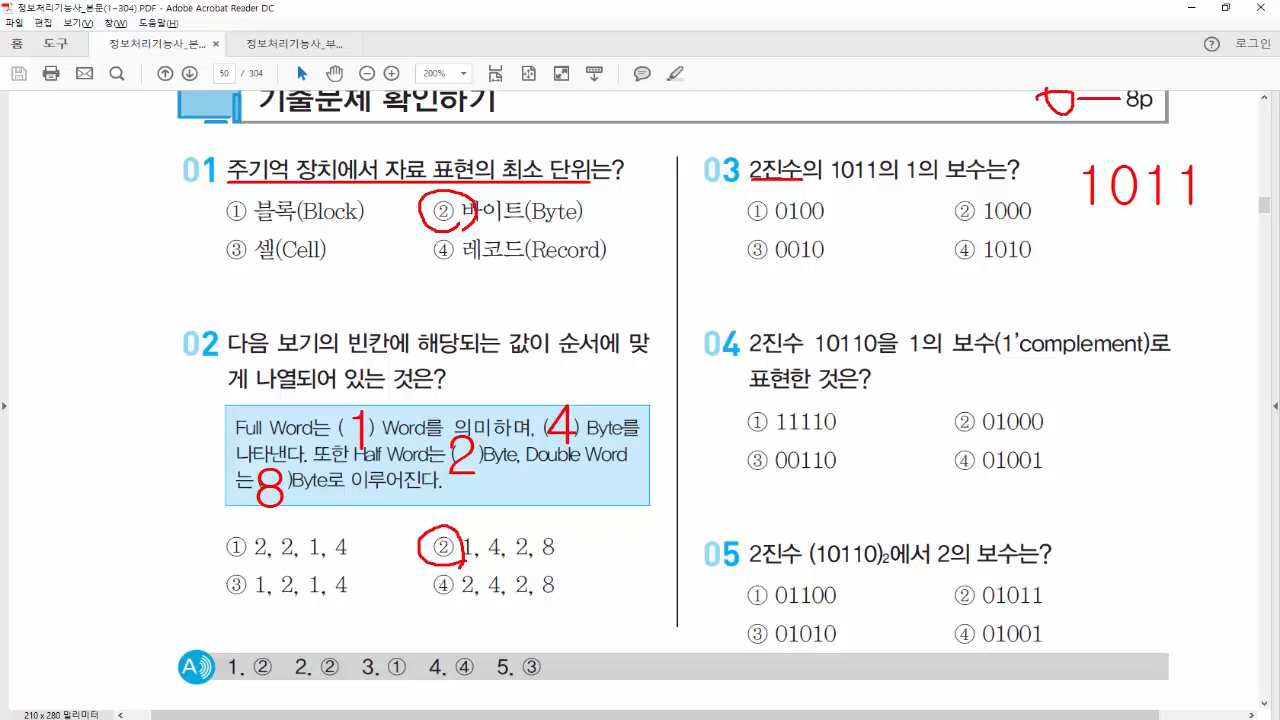 정보처리기능사_본문(1~304).PDF - Adobe Acrobat Reader DC
파일 편집 보기(V) 창(W) 도움말(H)
홈 도구 정보처리기능사_본... × 정보처리기능사_부... 로그인
50 / 304 200%
기출문제 확인하기
8p
01 주기억 장치에서 자료 표현의 최소 단위는?
① 블록(Block) ② 바이트(Byte)
③ 셀(Cell) ④ 레코드(Record)
02 다음 보기의 빈칸에 해당되는 값이 순서에 맞
게 나열되어 있는 것은?
Full Word는 ( 1 ) Word를 의미하며, ( 4 ) Byte를
나타낸다. 또한 Half Word는 ( 2 )Byte, Double Word
는 8 )Byte로 이루어진다.
① 2, 2, 1, 4 ② 1, 4, 2, 8
③ 1, 2, 1, 4 ④ 2, 4, 2, 8
03 2진수의 1011의 1의 보수는? 1011
① 0100 ② 1000
③ 0010 ④ 1010
04 2진수 10110을 1의 보수(1’complement)로
표현한 것은?
① 11110 ② 01000
③ 00110 ④ 01001
05 2진수 (10110)₂에서 2의 보수는?
① 01100 ② 01011
③ 01010 ④ 01001
A 1. ② 2. ② 3. ① 4. ④ 5. ③
210 x 280 밀리미터